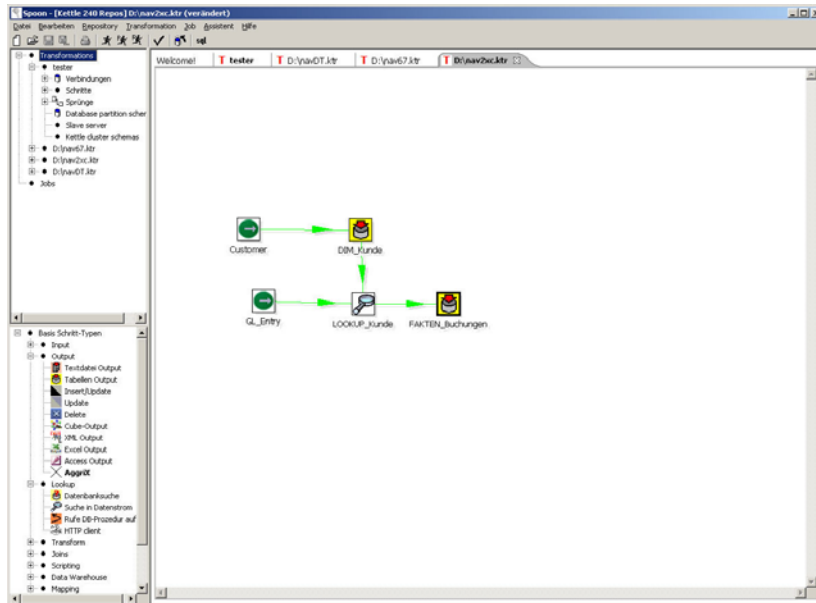 Spoon - [Kettle 240 Repos] D:\nav2xc.ktr (verändert)
Datei Bearbeiten Repository Transformation Job Assistent Hilfe
sql
Transformations
tester
Verbindungen
Schritte
Sprünge
Database partition scher
Slave server
Kettle cluster schemas
D:\nav67.ktr
D:\nav2xc.ktr
D:\navDT.ktr
Jobs
Basis Schritt-Typen
Input
Output
Textdatei Output
Tabellen Output
Insert/Update
Update
Delete
Cube-Output
XML Output
Excel Output
Access Output
AggriX
Lookup
Datenbanksuche
Suche in Datenstrom
Rufe DB-Prozedur auf
HTTP client
Transform
Joins
Scripting
Data Warehouse
Mapping
Welcome! T tester T D:\navDT.ktr T D:\nav67.ktr T D:\nav2xc.ktr
Customer DIM_Kunde
GL_Entry LOOKUP_Kunde FAKTEN_Buchungen